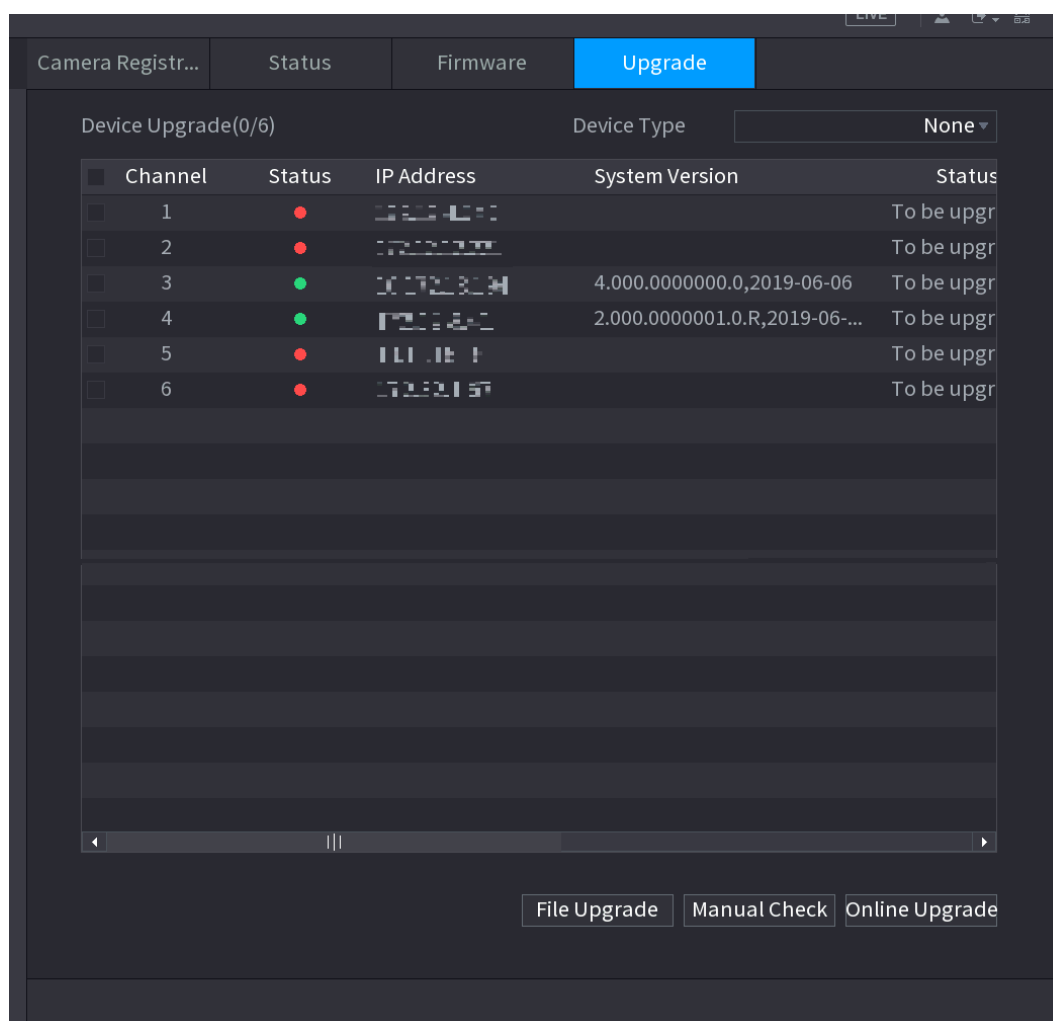 LIVE
Camera Registr... Status Firmware Upgrade
Device Upgrade(0/6) Device Type None
Channel Status IP Address System Version Status
1 To be upgr
2 To be upgr
3 4.000.0000000.0,2019-06-06 To be upgr
4 2.000.0000001.0.R,2019-06-... To be upgr
5 To be upgr
6 To be upgr
File Upgrade Manual Check Online Upgrade